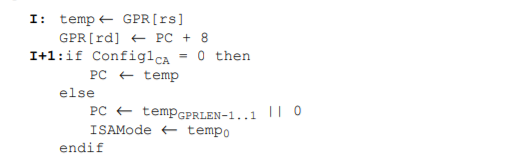 I: temp ← GPR[rs]
GPR[rd] ← PC + 8
I+1:if Config1CA = 0 then
PC ← temp
else
PC ← tempGPRLEN-1..1 || 0
ISAMode ← temp0
endif